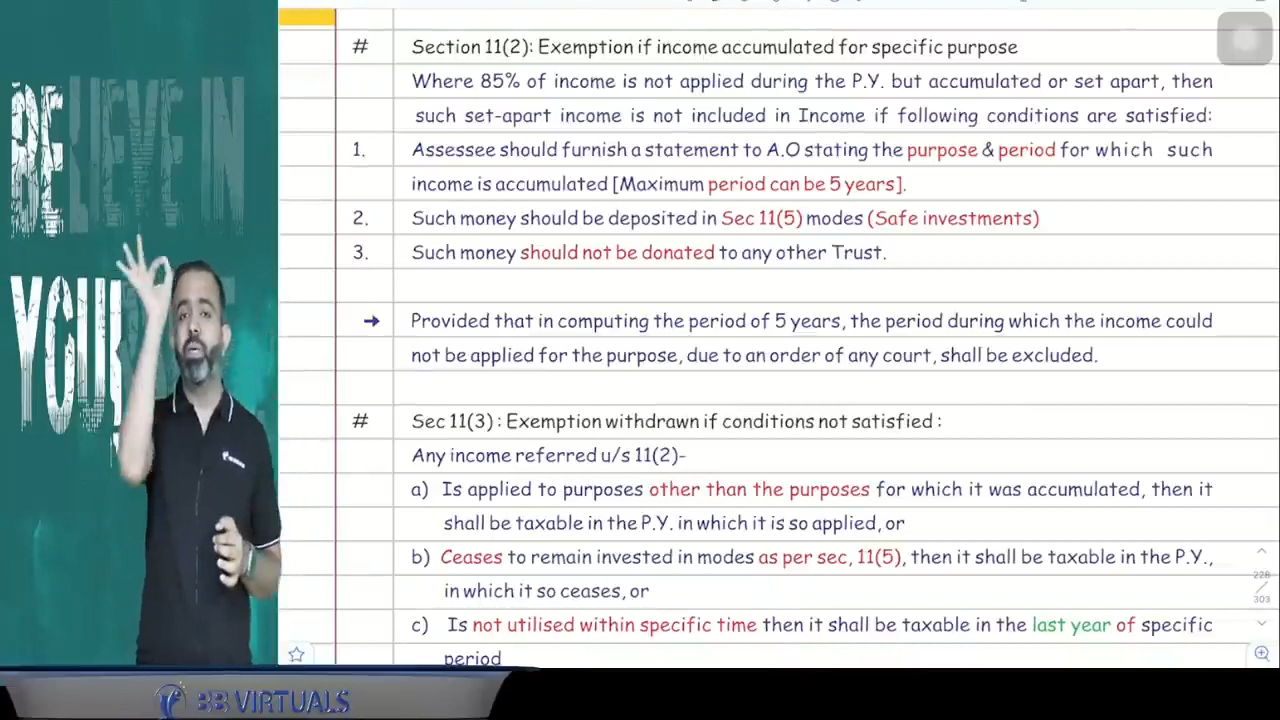 BELIEVE IN
YOUR
# Section 11(2): Exemption if income accumulated for specific purpose
Where 85% of income is not applied during the P.Y. but accumulated or set apart, then
such set-apart income is not included in Income if following conditions are satisfied:
1. Assessee should furnish a statement to A.O stating the purpose & period for which such
income is accumulated [Maximum period can be 5 years].
2. Such money should be deposited in Sec 11(5) modes (Safe investments)
3. Such money should not be donated to any other Trust.
→ Provided that in computing the period of 5 years, the period during which the income could
not be applied for the purpose, due to an order of any court, shall be excluded.
# Sec 11(3) : Exemption withdrawn if conditions not satisfied :
Any income referred u/s 11(2)-
a) Is applied to purposes other than the purposes for which it was accumulated, then it
shall be taxable in the P.Y. in which it is so applied, or
b) Ceases to remain invested in modes as per sec, 11(5), then it shall be taxable in the P.Y.,
in which it so ceases, or
c) Is not utilised within specific time then it shall be taxable in the last year of specific
period
228
/
303
BB VIRTUALS